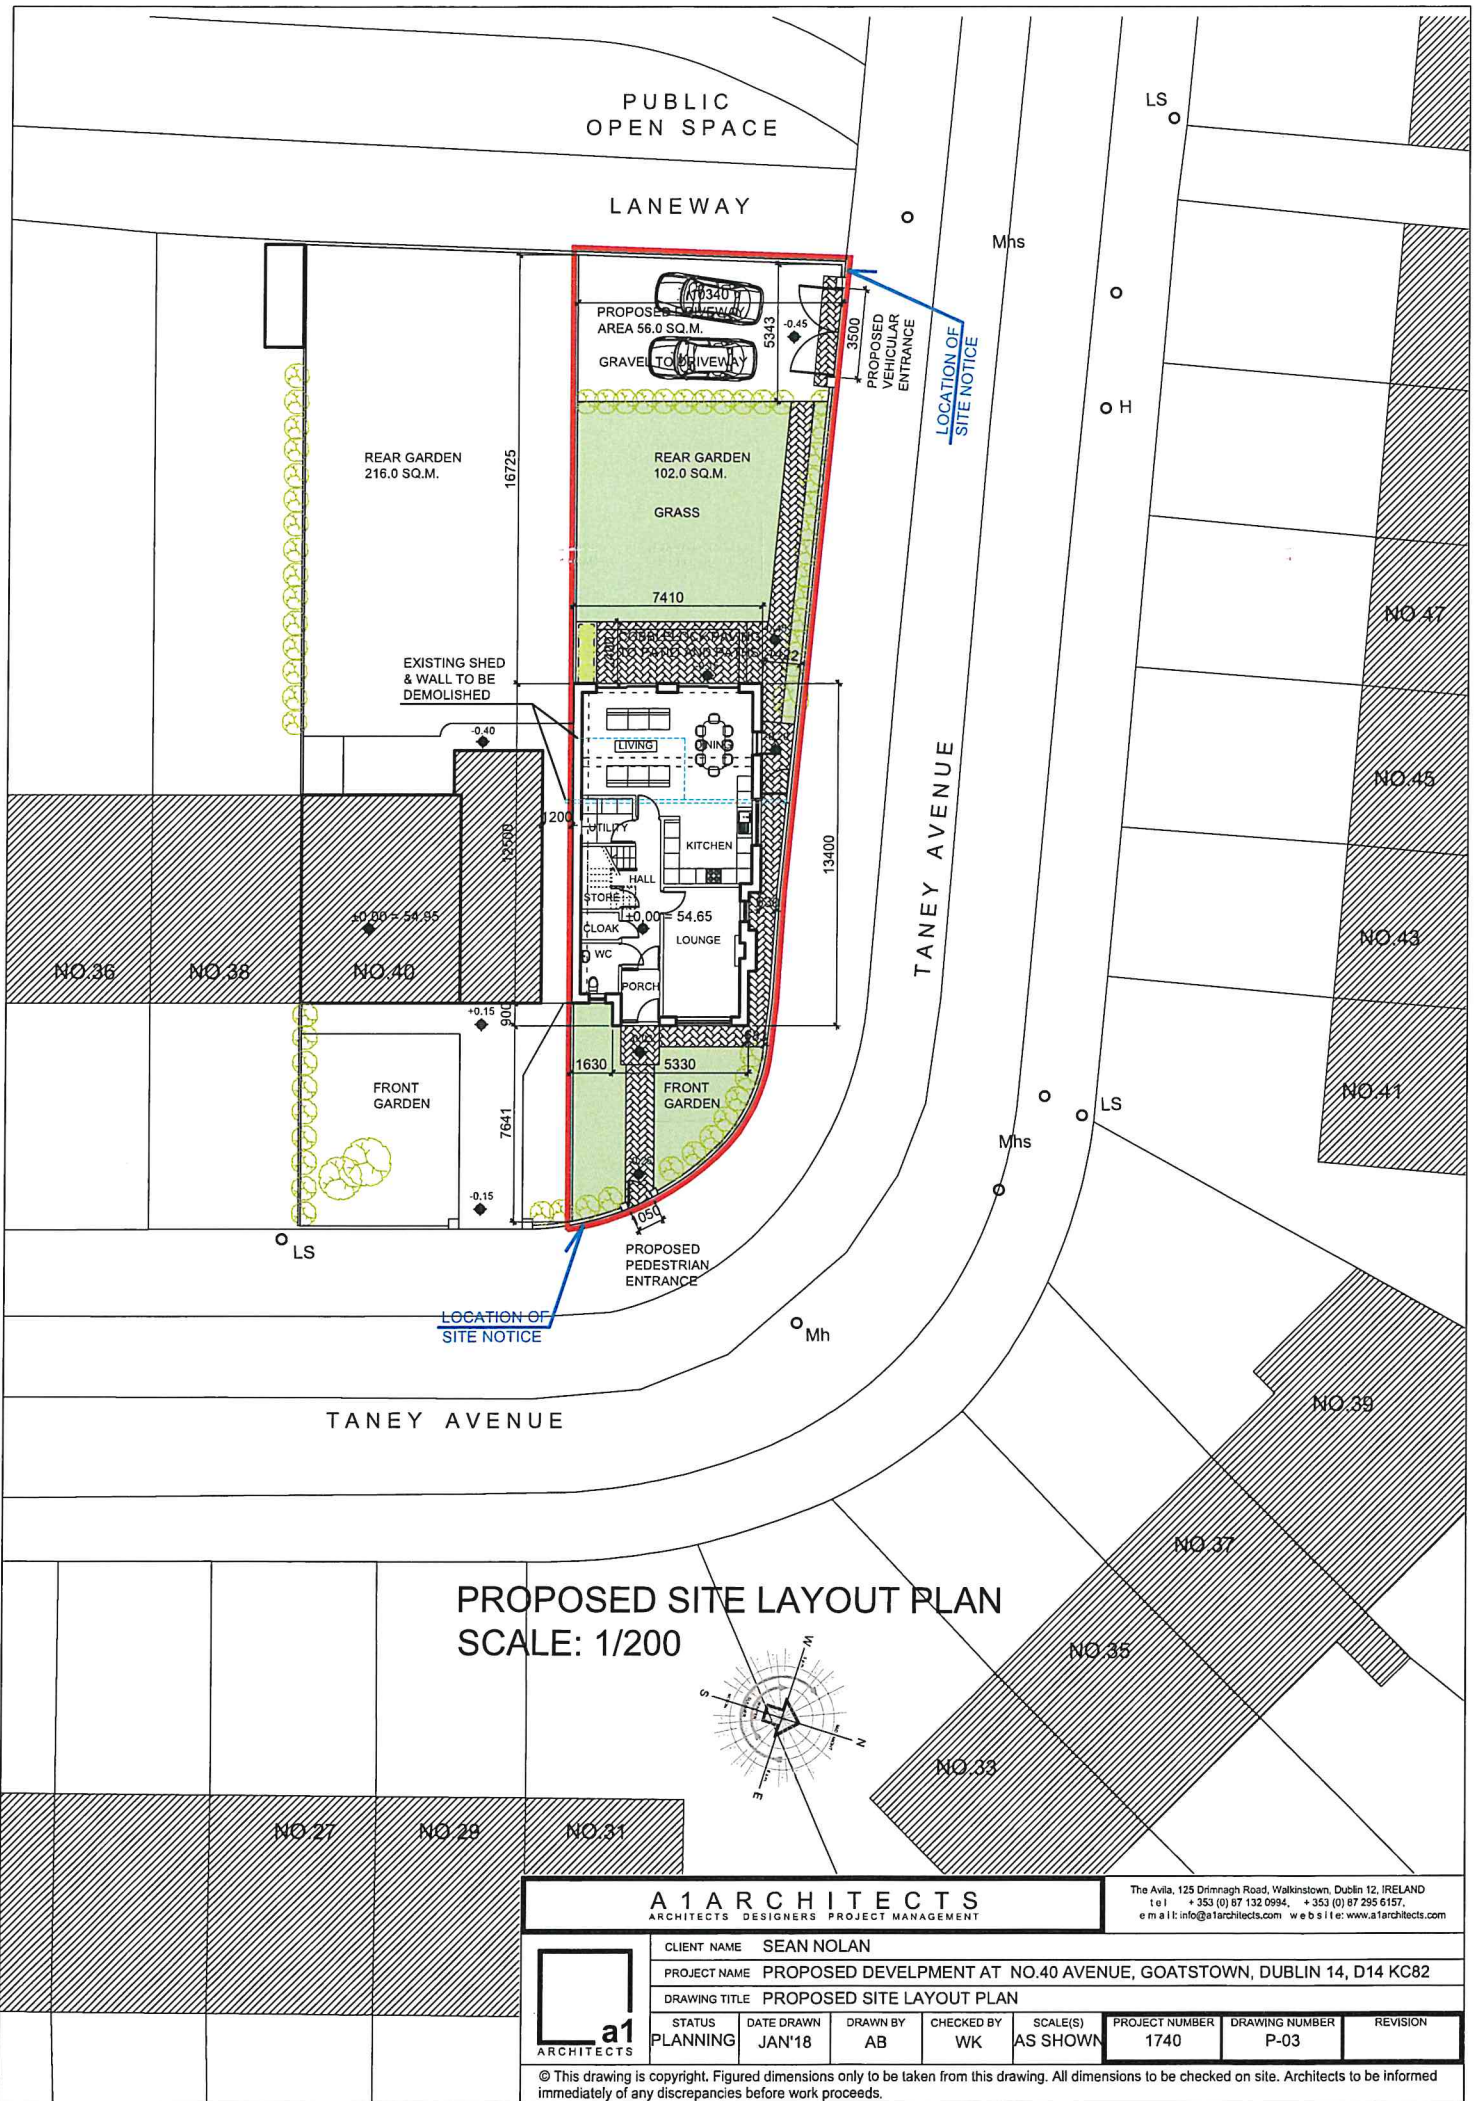 PUBLIC
OPEN SPACE
LS
LANEWAY
Mhs
10340
PROPOSED DRIVEWAY
AREA 56.0 SQ.M.
GRAVEL TO DRIVEWAY
5343
-0.45
3500
PROPOSED
VEHICULAR
ENTRANCE
LOCATION OF
SITE NOTICE
H
REAR GARDEN
216.0 SQ.M.
16725
REAR GARDEN
102.0 SQ.M.
GRASS
7410
NO.47
COBBLELOCK PAVING
TO PATIO AND PATHS
EXISTING SHED
& WALL TO BE
DEMOLISHED
-0.40
LIVING
DINING
NO.45
TANEY AVENUE
1200
12500
UTILITY
KITCHEN
13400
HALL
STORE
±0.00 = 54.95
±0.00 = 54.65
CLOAK
LOUNGE
NO.43
WC
NO.36
NO.38
NO.40
PORCH
+0.15
900
1630
5330
FRONT
GARDEN
FRONT
GARDEN
7641
NO.41
LS
Mhs
-0.15
1050
LS
PROPOSED
PEDESTRIAN
ENTRANCE
LOCATION OF
SITE NOTICE
Mh
NO.39
TANEY AVENUE
NO.37
PROPOSED SITE LAYOUT PLAN
SCALE: 1/200
NO.35
W
S
N
E
NO.33
NO.27
NO.29
NO.31
A1ARCHITECTS
ARCHITECTS DESIGNERS PROJECT MANAGEMENT
The Avila, 125 Drimnagh Road, Walkinstown, Dublin 12, IRELAND
tel + 353 (0) 87 132 0994, + 353 (0) 87 295 6157,
email: info@a1architects.com website: www.a1architects.com
a1
ARCHITECTS
CLIENT NAME SEAN NOLAN
PROJECT NAME PROPOSED DEVELPMENT AT NO.40 AVENUE, GOATSTOWN, DUBLIN 14, D14 KC82
DRAWING TITLE PROPOSED SITE LAYOUT PLAN
STATUS DATE DRAWN DRAWN BY CHECKED BY SCALE(S) PROJECT NUMBER DRAWING NUMBER REVISION
PLANNING JAN'18 AB WK AS SHOWN 1740 P-03
© This drawing is copyright. Figured dimensions only to be taken from this drawing. All dimensions to be checked on site. Architects to be informed
immediately of any discrepancies before work proceeds.